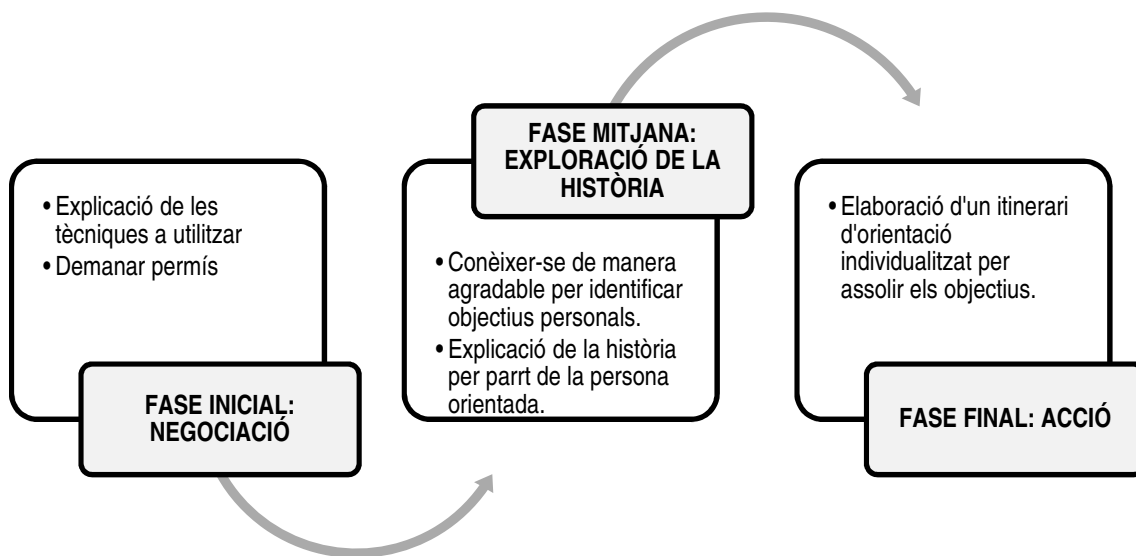 • Explicació de les
tècniques a utilitzar
• Demanar permís
FASE INICIAL:
NEGOCIACIÓ
FASE MITJANA:
EXPLORACIÓ DE LA
HISTÒRIA
• Conèixer-se de manera
agradable per identificar
objectius personals.
• Explicació de la història
per parrt de la persona
orientada.
• Elaboració d'un itinerari
d'orientació
individualitzat per
assolir els objectius.
FASE FINAL: ACCIÓ